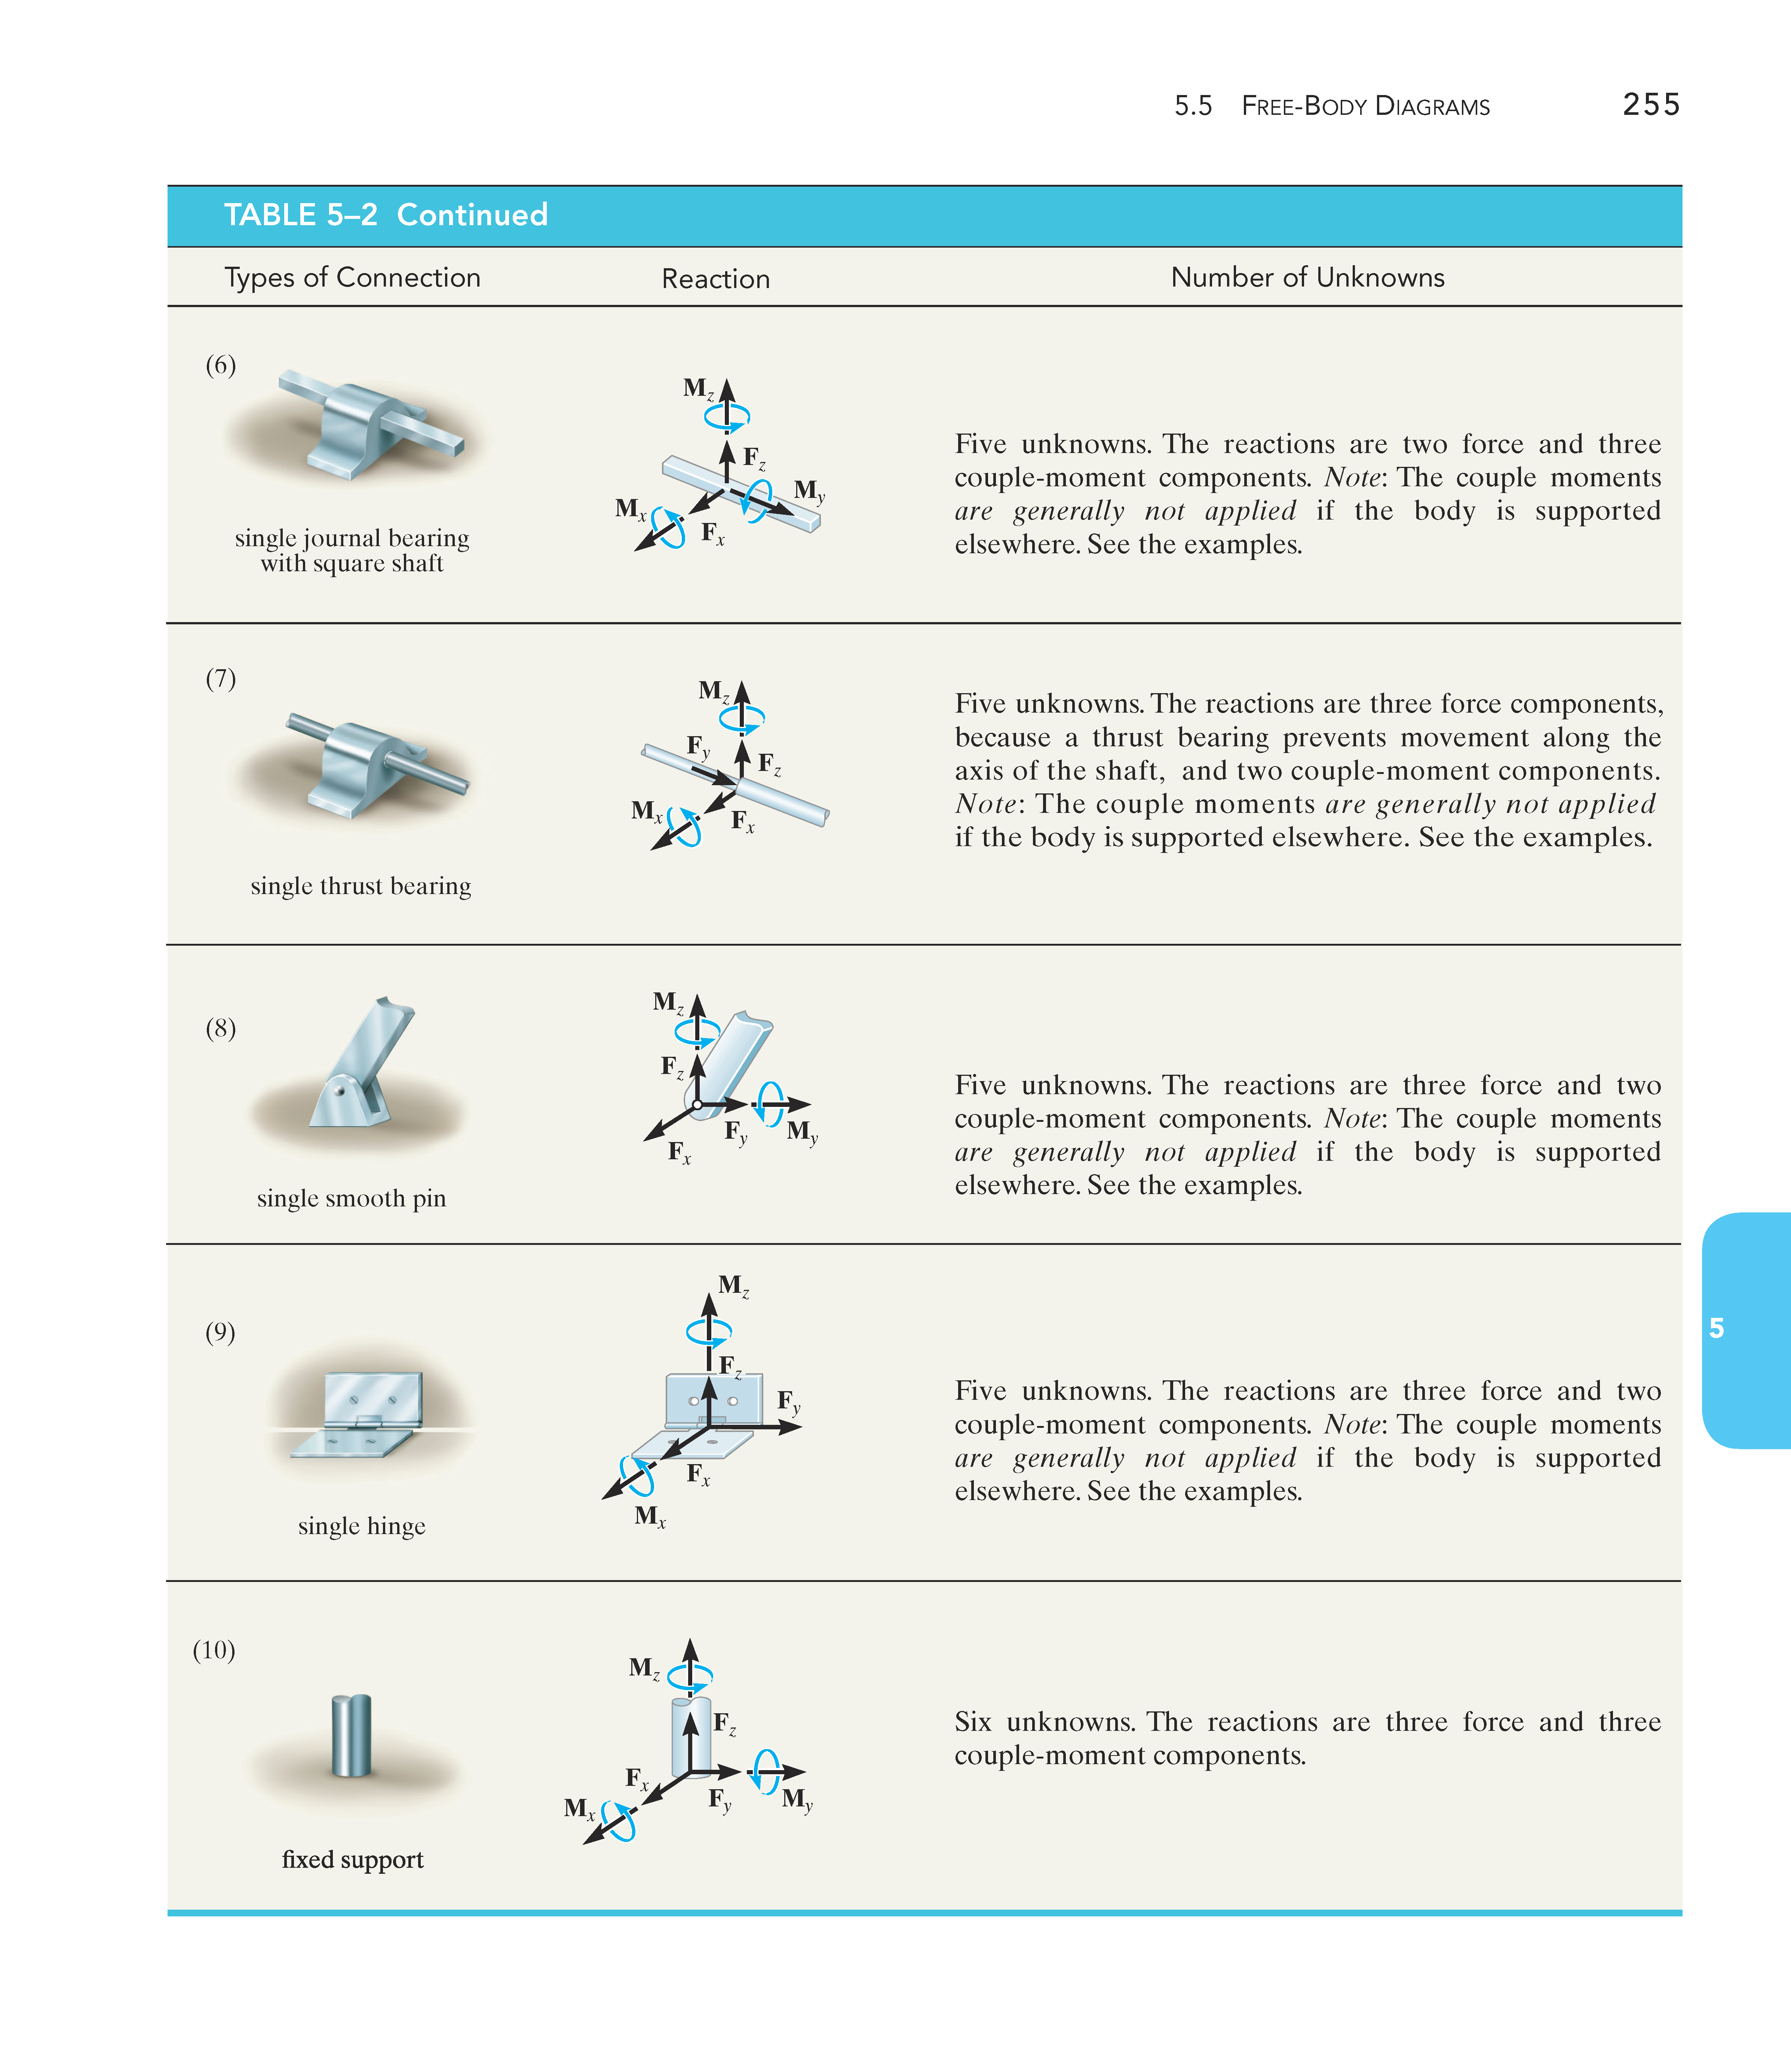 5.5 FREE-BODY DIAGRAMS 255
TABLE 5–2 Continued
Types of Connection Reaction Number of Unknowns
(6)
single journal bearing
with square shaft
M_z
F_z
M_y
M_x
F_x
Five unknowns. The reactions are two force and three
couple-moment components. Note: The couple moments
are generally not applied if the body is supported
elsewhere. See the examples.
(7)
single thrust bearing
M_z
F_y
F_z
M_x
F_x
Five unknowns. The reactions are three force components,
because a thrust bearing prevents movement along the
axis of the shaft, and two couple-moment components.
Note: The couple moments are generally not applied
if the body is supported elsewhere. See the examples.
(8)
single smooth pin
M_z
F_z
F_y
M_y
F_x
Five unknowns. The reactions are three force and two
couple-moment components. Note: The couple moments
are generally not applied if the body is supported
elsewhere. See the examples.
(9)
single hinge
M_z
F_z
F_y
F_x
M_x
Five unknowns. The reactions are three force and two
couple-moment components. Note: The couple moments
are generally not applied if the body is supported
elsewhere. See the examples.
5
(10)
fixed support
M_z
F_z
F_x
F_y
M_y
M_x
Six unknowns. The reactions are three force and three
couple-moment components.